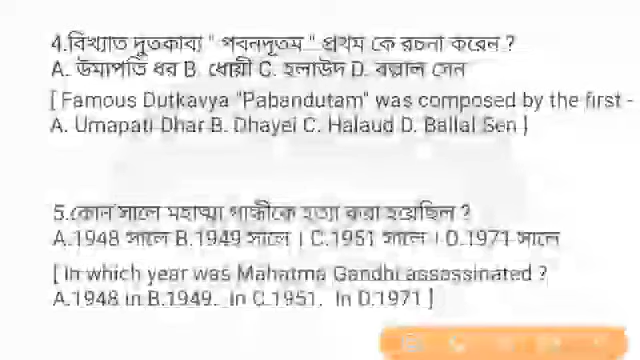 4.বিখ্যাত দুতকাব্য " পবনদূতম " প্রথম কে রচনা করেন ?
A. উমাপতি ধর B. ধোয়ী C. হলাউদ D. বল্লাল সেন
[ Famous Dutkavya "Pabandutam" was composed by the first -
A. Umapati Dhar B. Dhayei C. Halaud D. Ballal Sen ]
5.কোন সালে মহাত্মা গান্ধীকে হত্যা করা হয়েছিল ?
A.1948 সালে B.1949 সালে । C.1951 সালে । D.1971 সালে
[ In which year was Mahatma Gandhi assassinated ?
A.1948 in B.1949. In C.1951. In D.1971 ]